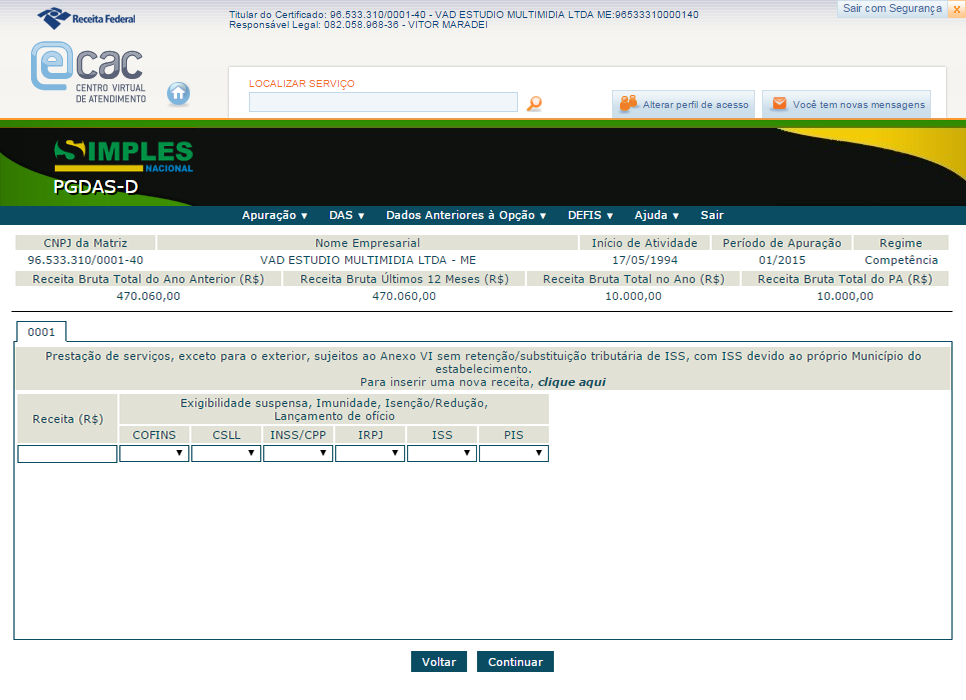 Receita Federal
Titular do Certificado: 96.533.310/0001-40 - VAD ESTUDIO MULTIMIDIA LTDA ME:96533310000140
Responsável Legal: 082.058.968-36 - VITOR MARADEI
Sair com Segurança x
e cac
CENTRO VIRTUAL
DE ATENDIMENTO
LOCALIZAR SERVIÇO
Alterar perfil de acesso
Você tem novas mensagens
SIMPLES
NACIONAL
PGDAS-D
Apuração ▼ DAS ▼ Dados Anteriores à Opção ▼ DEFIS ▼ Ajuda ▼ Sair
CNPJ da Matriz Nome Empresarial Início de Atividade Período de Apuração Regime
96.533.310/0001-40 VAD ESTUDIO MULTIMIDIA LTDA - ME 17/05/1994 01/2015 Competência
Receita Bruta Total do Ano Anterior (R$) Receita Bruta Últimos 12 Meses (R$) Receita Bruta Total no Ano (R$) Receita Bruta Total do PA (R$)
470.060,00 470.060,00 10.000,00 10.000,00
0001
Prestação de serviços, exceto para o exterior, sujeitos ao Anexo VI sem retenção/substituição tributária de ISS, com ISS devido ao próprio Município do
estabelecimento.
Para inserir uma nova receita, clique aqui
Receita (R$)
Exigibilidade suspensa, Imunidade, Isenção/Redução,
Lançamento de ofício
COFINS CSLL INSS/CPP IRPJ ISS PIS
Voltar Continuar